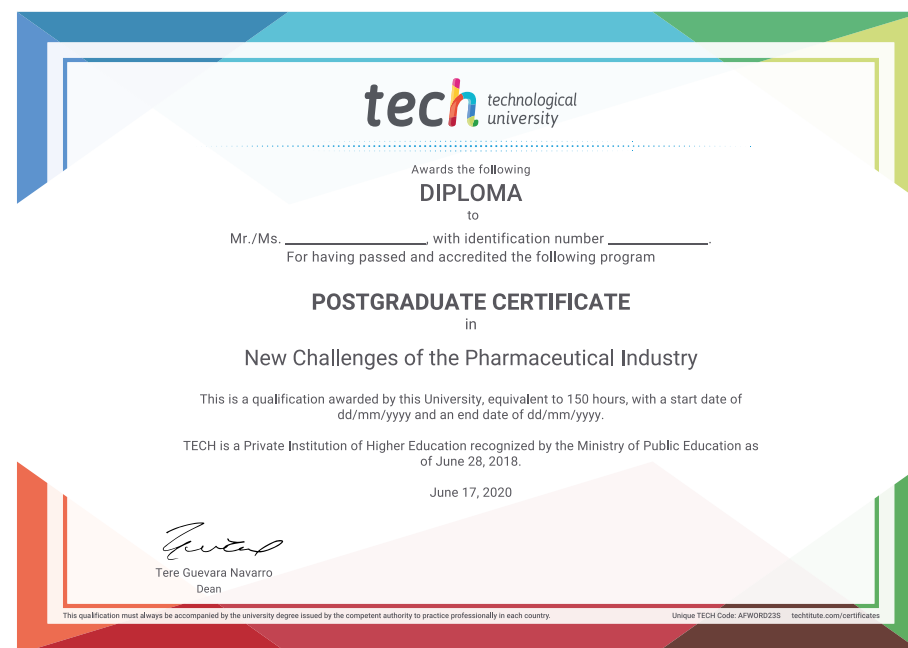 tech technological
university
Awards the following
DIPLOMA
to
Mr./Ms. ____________, with identification number ____________.
For having passed and accredited the following program
POSTGRADUATE CERTIFICATE
in
New Challenges of the Pharmaceutical Industry
This is a qualification awarded by this University, equivalent to 150 hours, with a start date of
dd/mm/yyyy and an end date of dd/mm/yyyy.
TECH is a Private Institution of Higher Education recognized by the Ministry of Public Education as
of June 28, 2018.
June 17, 2020
Tere Guevara Navarro
Dean
This qualification must always be accompanied by the university degree issued by the competent authority to practice professionally in each country. Unique TECH Code: AFWORD23S techtitute.com/certificates